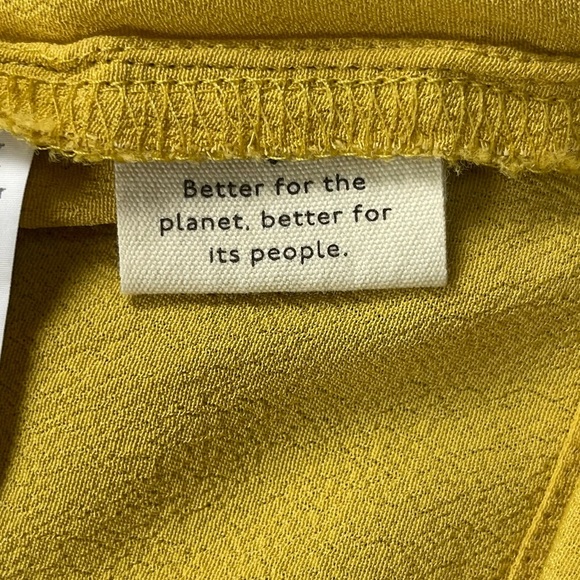 Better for the
planet, better for
its people.